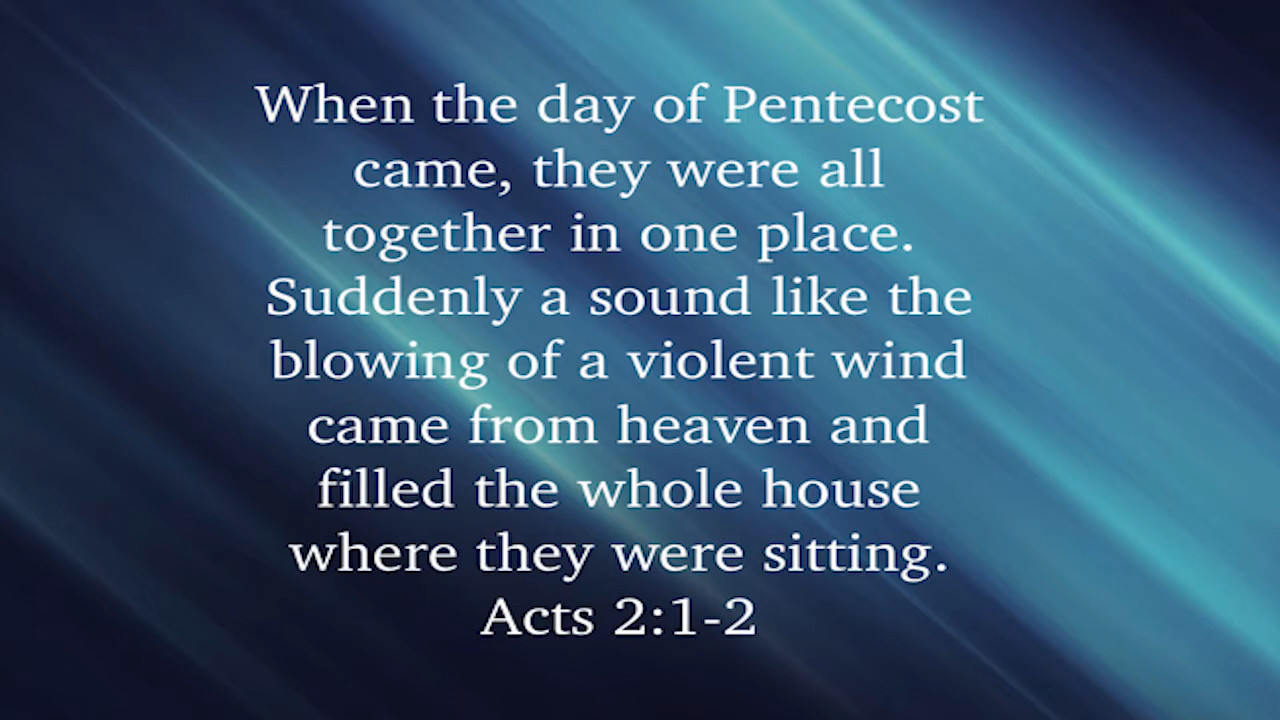 When the day of Pentecost
came, they were all
together in one place.
Suddenly a sound like the
blowing of a violent wind
came from heaven and
filled the whole house
where they were sitting.
Acts 2:1-2